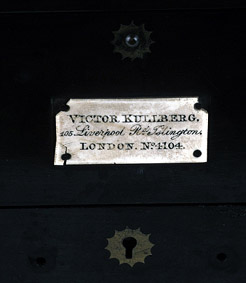 VICTOR KULLBERG.
105 Liverpool Rd. Islington,
LONDON. No. 4104.